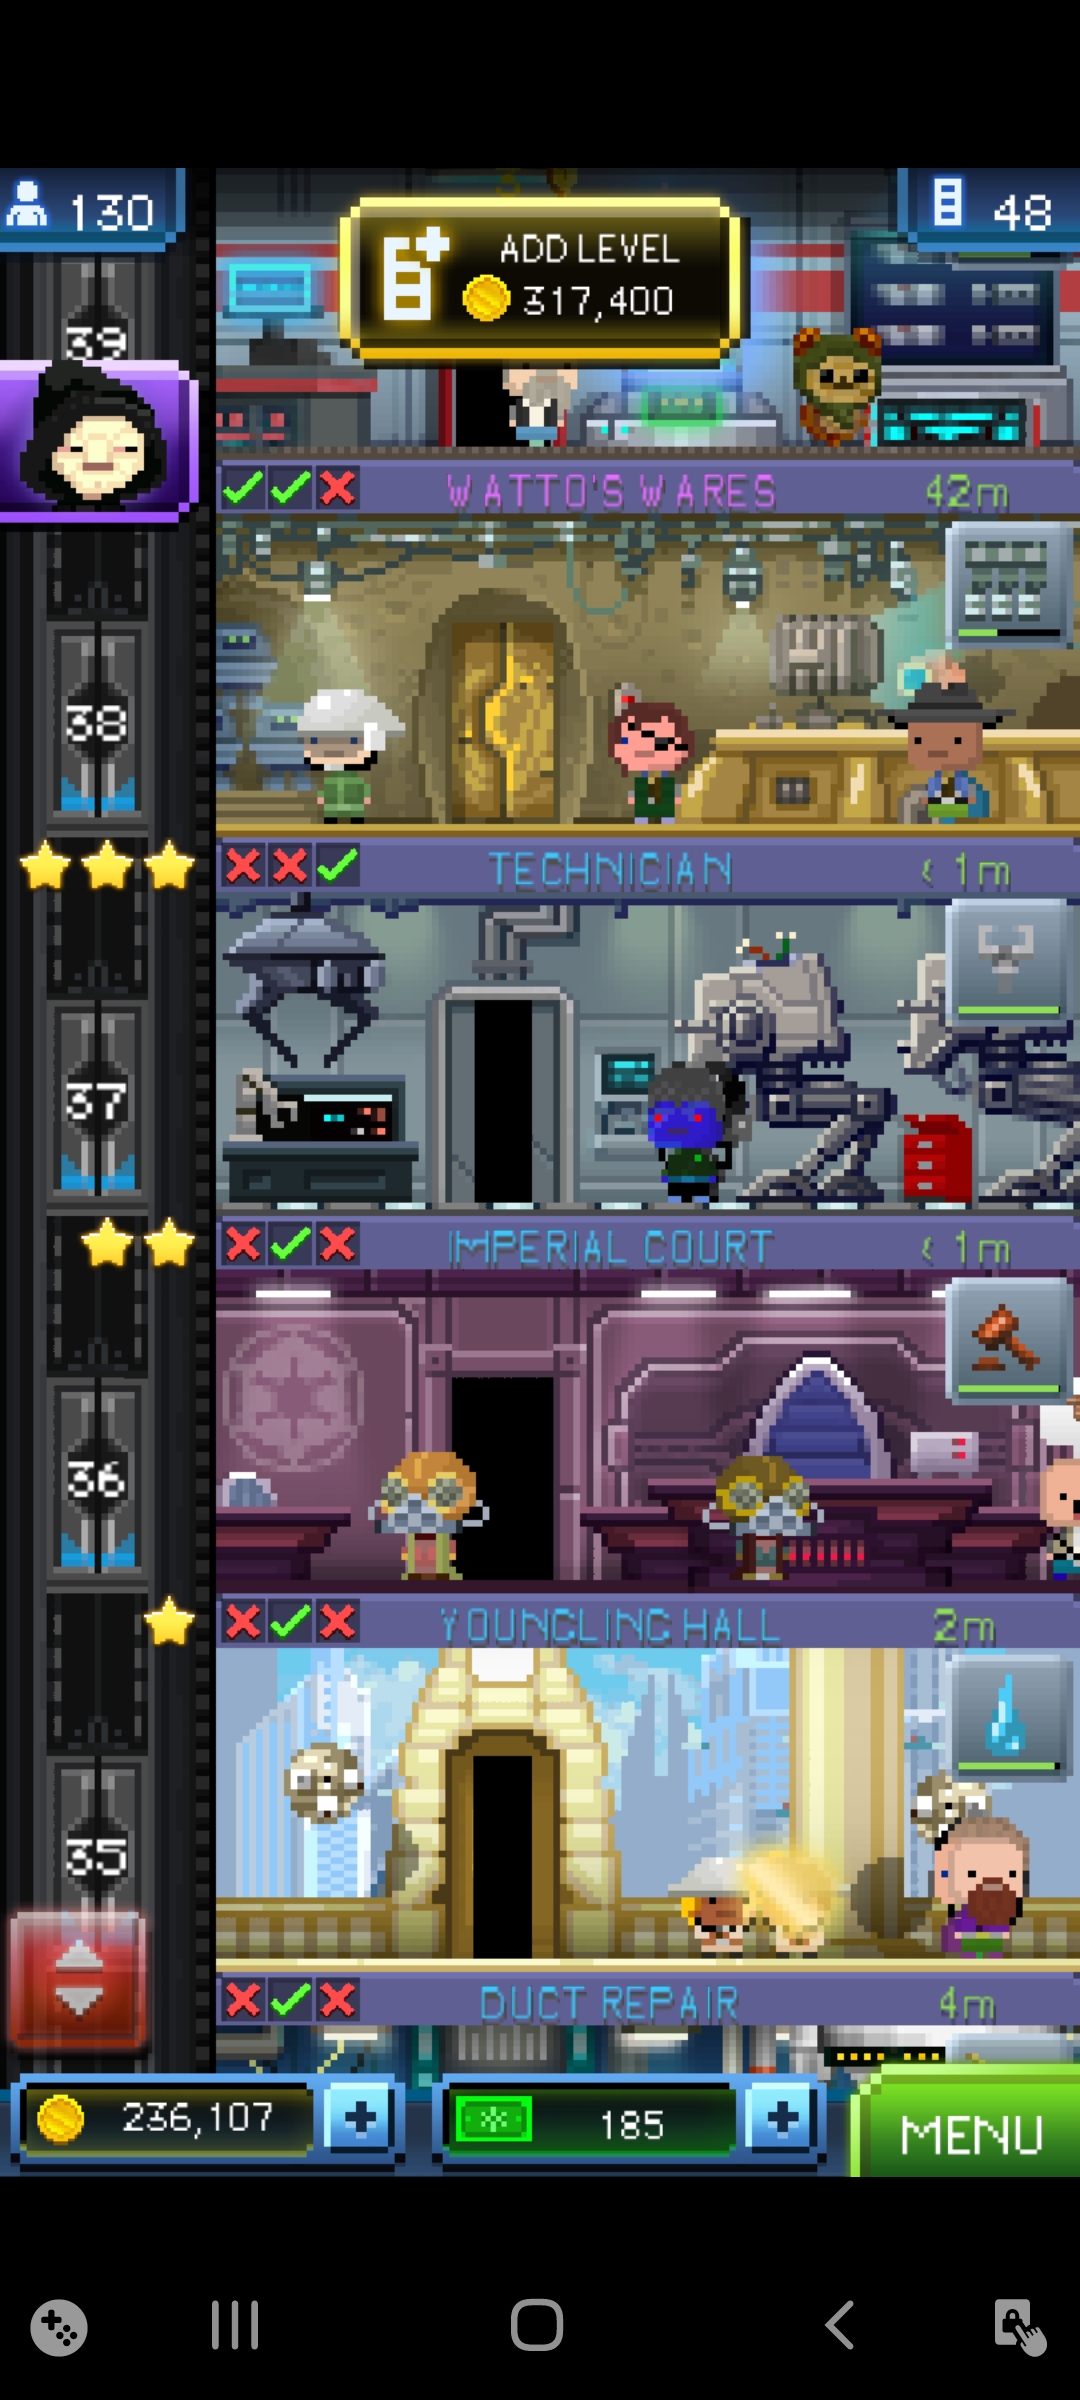 130
ADD LEVEL
317,400
48
39
WATTO'S WARES 42m
38
TECHNICIAN < 1m
37
IMPERIAL COURT < 1m
36
YOUNGLING HALL 2m
35
DUCT REPAIR 4m
236,107
185
MENU